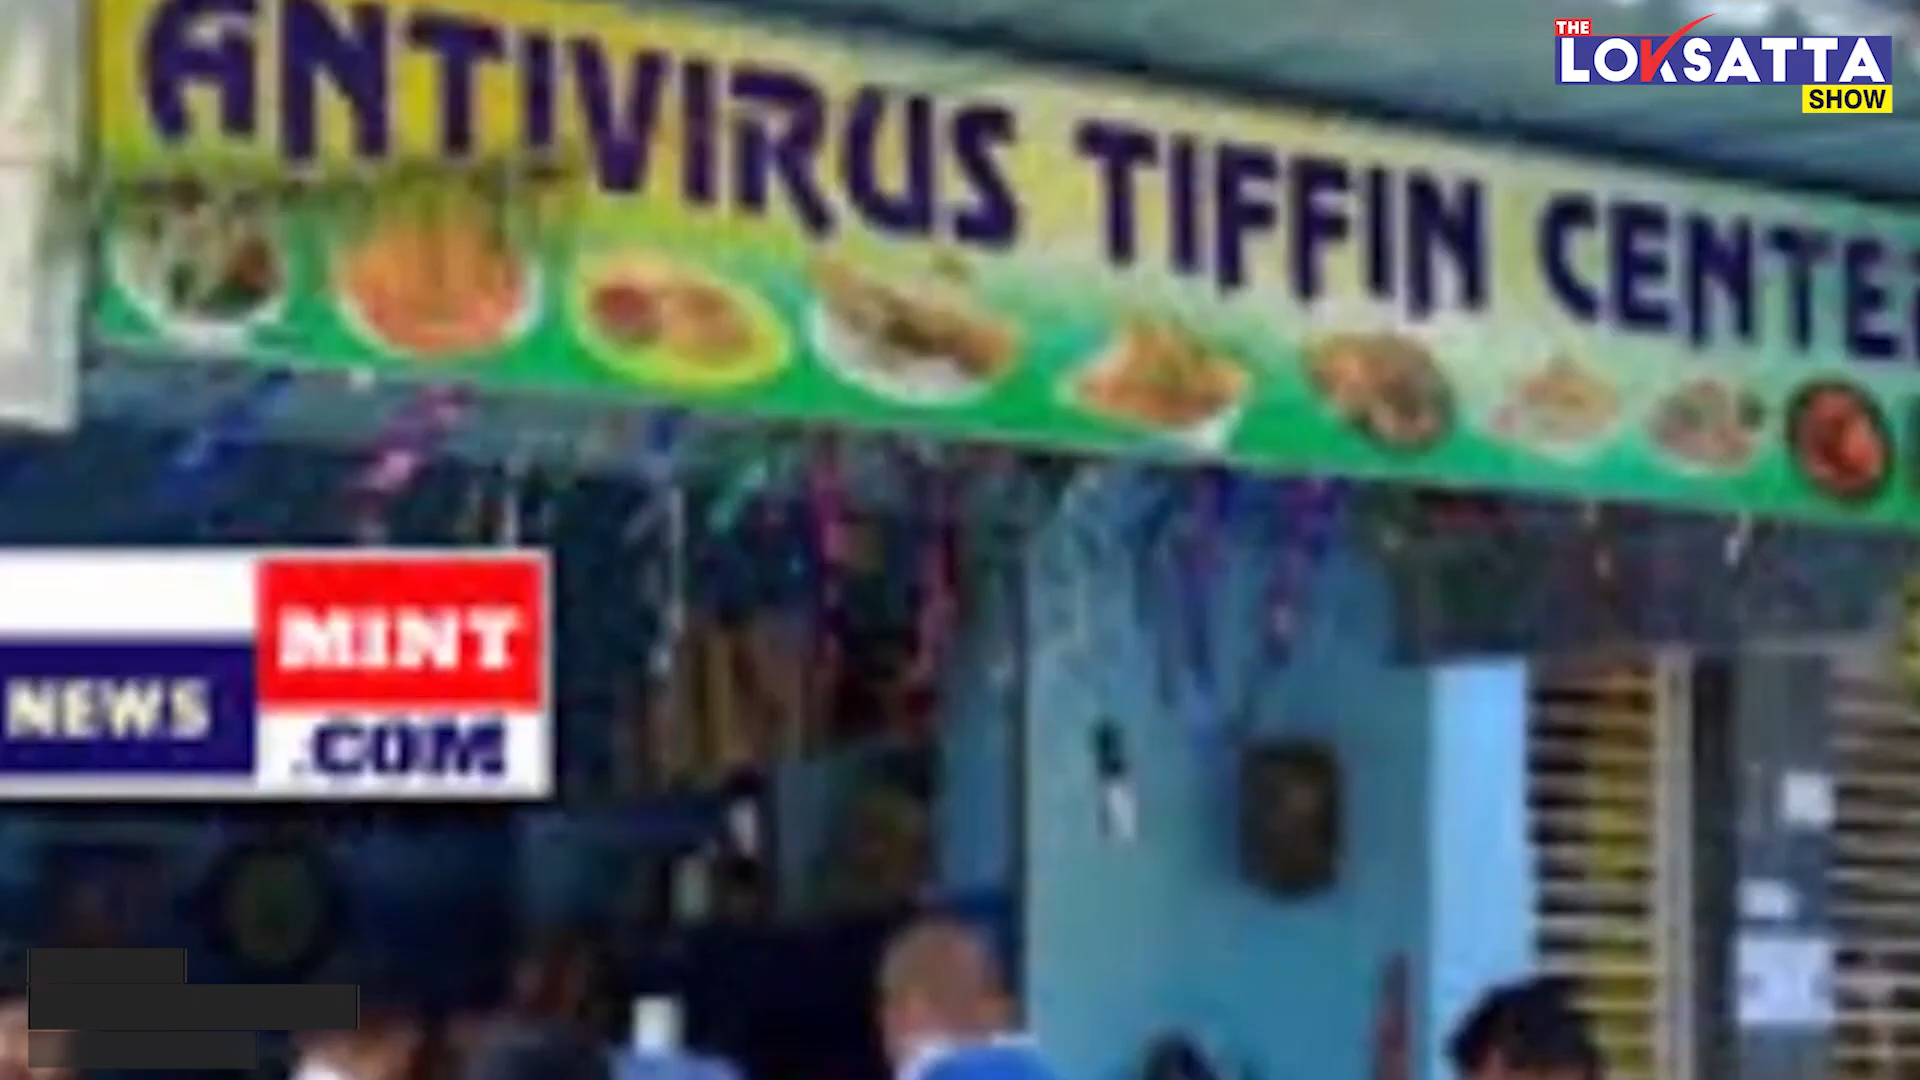 THE
LOKSATTA
SHOW
ANTIVIRUS TIFFIN CENTE
NEWS
MINT
.COM